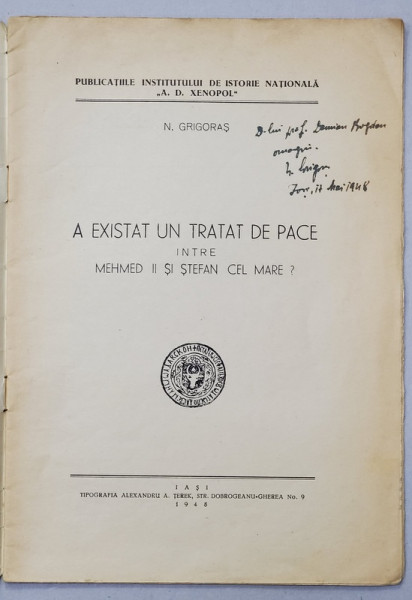 PUBLICAȚIILE INSTITUTULUI DE ISTORIE NAȚIONALĂ
„A. D. XENOPOL"
N. GRIGORAȘ
D-lui prof. Damian Bogdan
omagiu.
N. Grigoraș
Iași, 17 Mai 1948
A EXISTAT UN TRATAT DE PACE
INTRE
MEHMED II ȘI ȘTEFAN CEL MARE ?
IAȘI
TIPOGRAFIA ALEXANDRU A. ȚEREK, STR. DOBROGEANU-GHEREA No. 9
1948